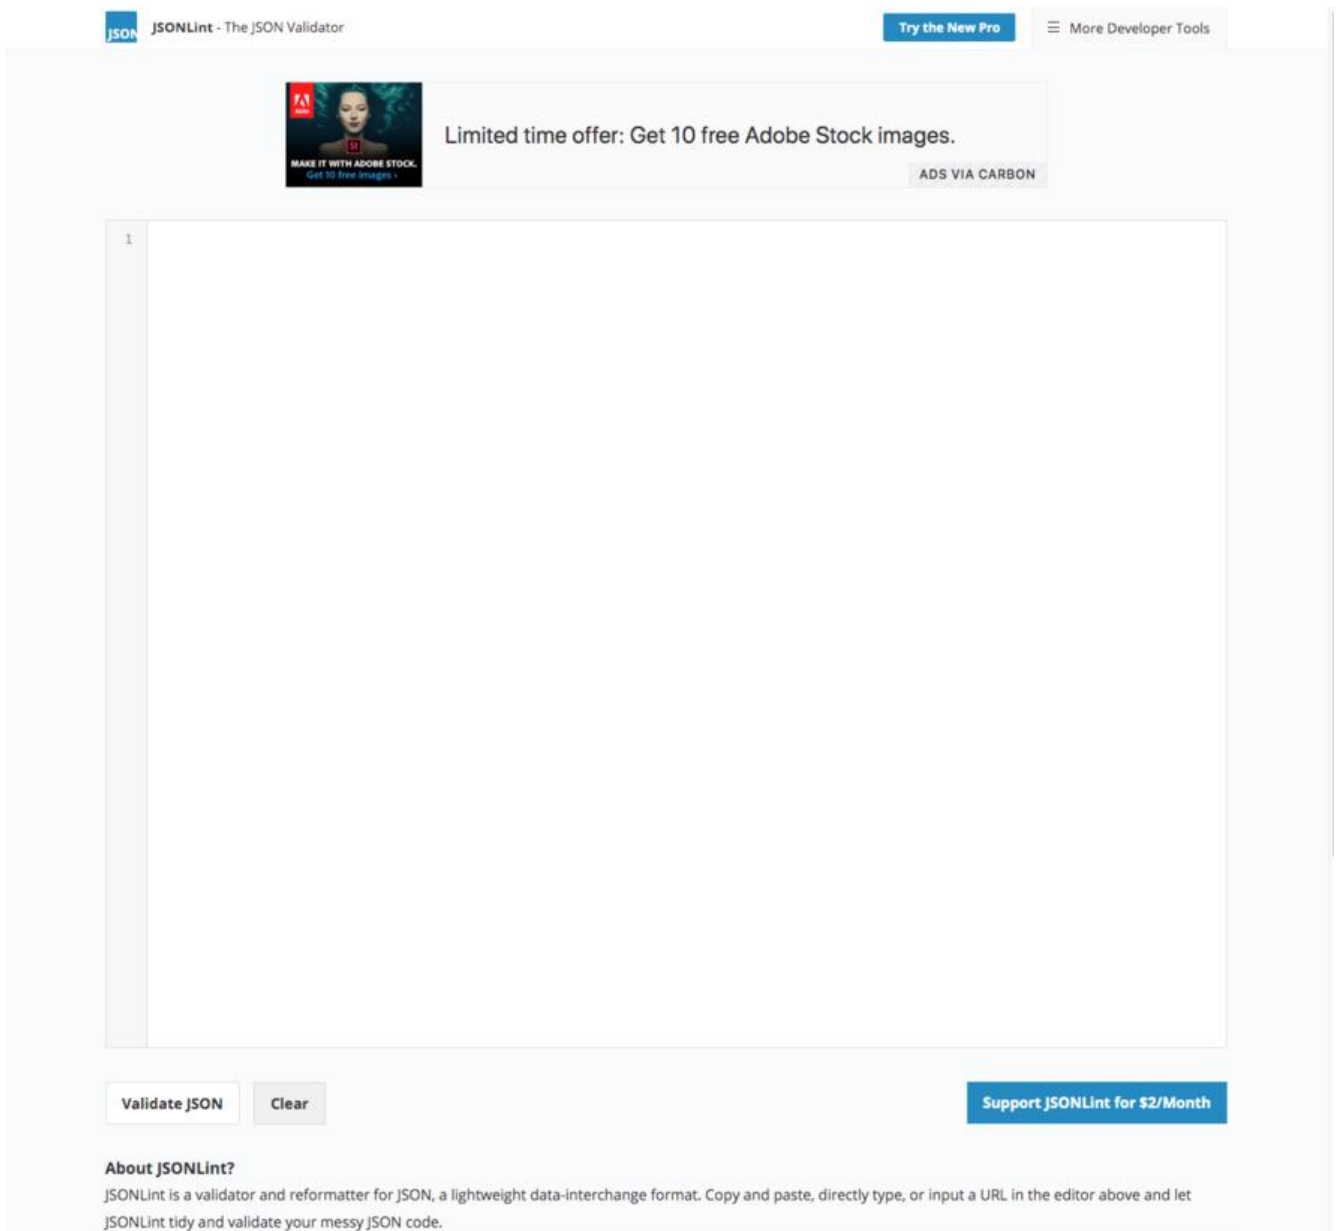 JSON
JSONLint - The JSON Validator
Try the New Pro
☰ More Developer Tools
Adobe
St
MAKE IT WITH ADOBE STOCK.
Get 10 free images ›
Limited time offer: Get 10 free Adobe Stock images.
ADS VIA CARBON
1
Validate JSON
Clear
Support JSONLint for $2/Month
About JSONLint?
JSONLint is a validator and reformatter for JSON, a lightweight data-interchange format. Copy and paste, directly type, or input a URL in the editor above and let
JSONLint tidy and validate your messy JSON code.